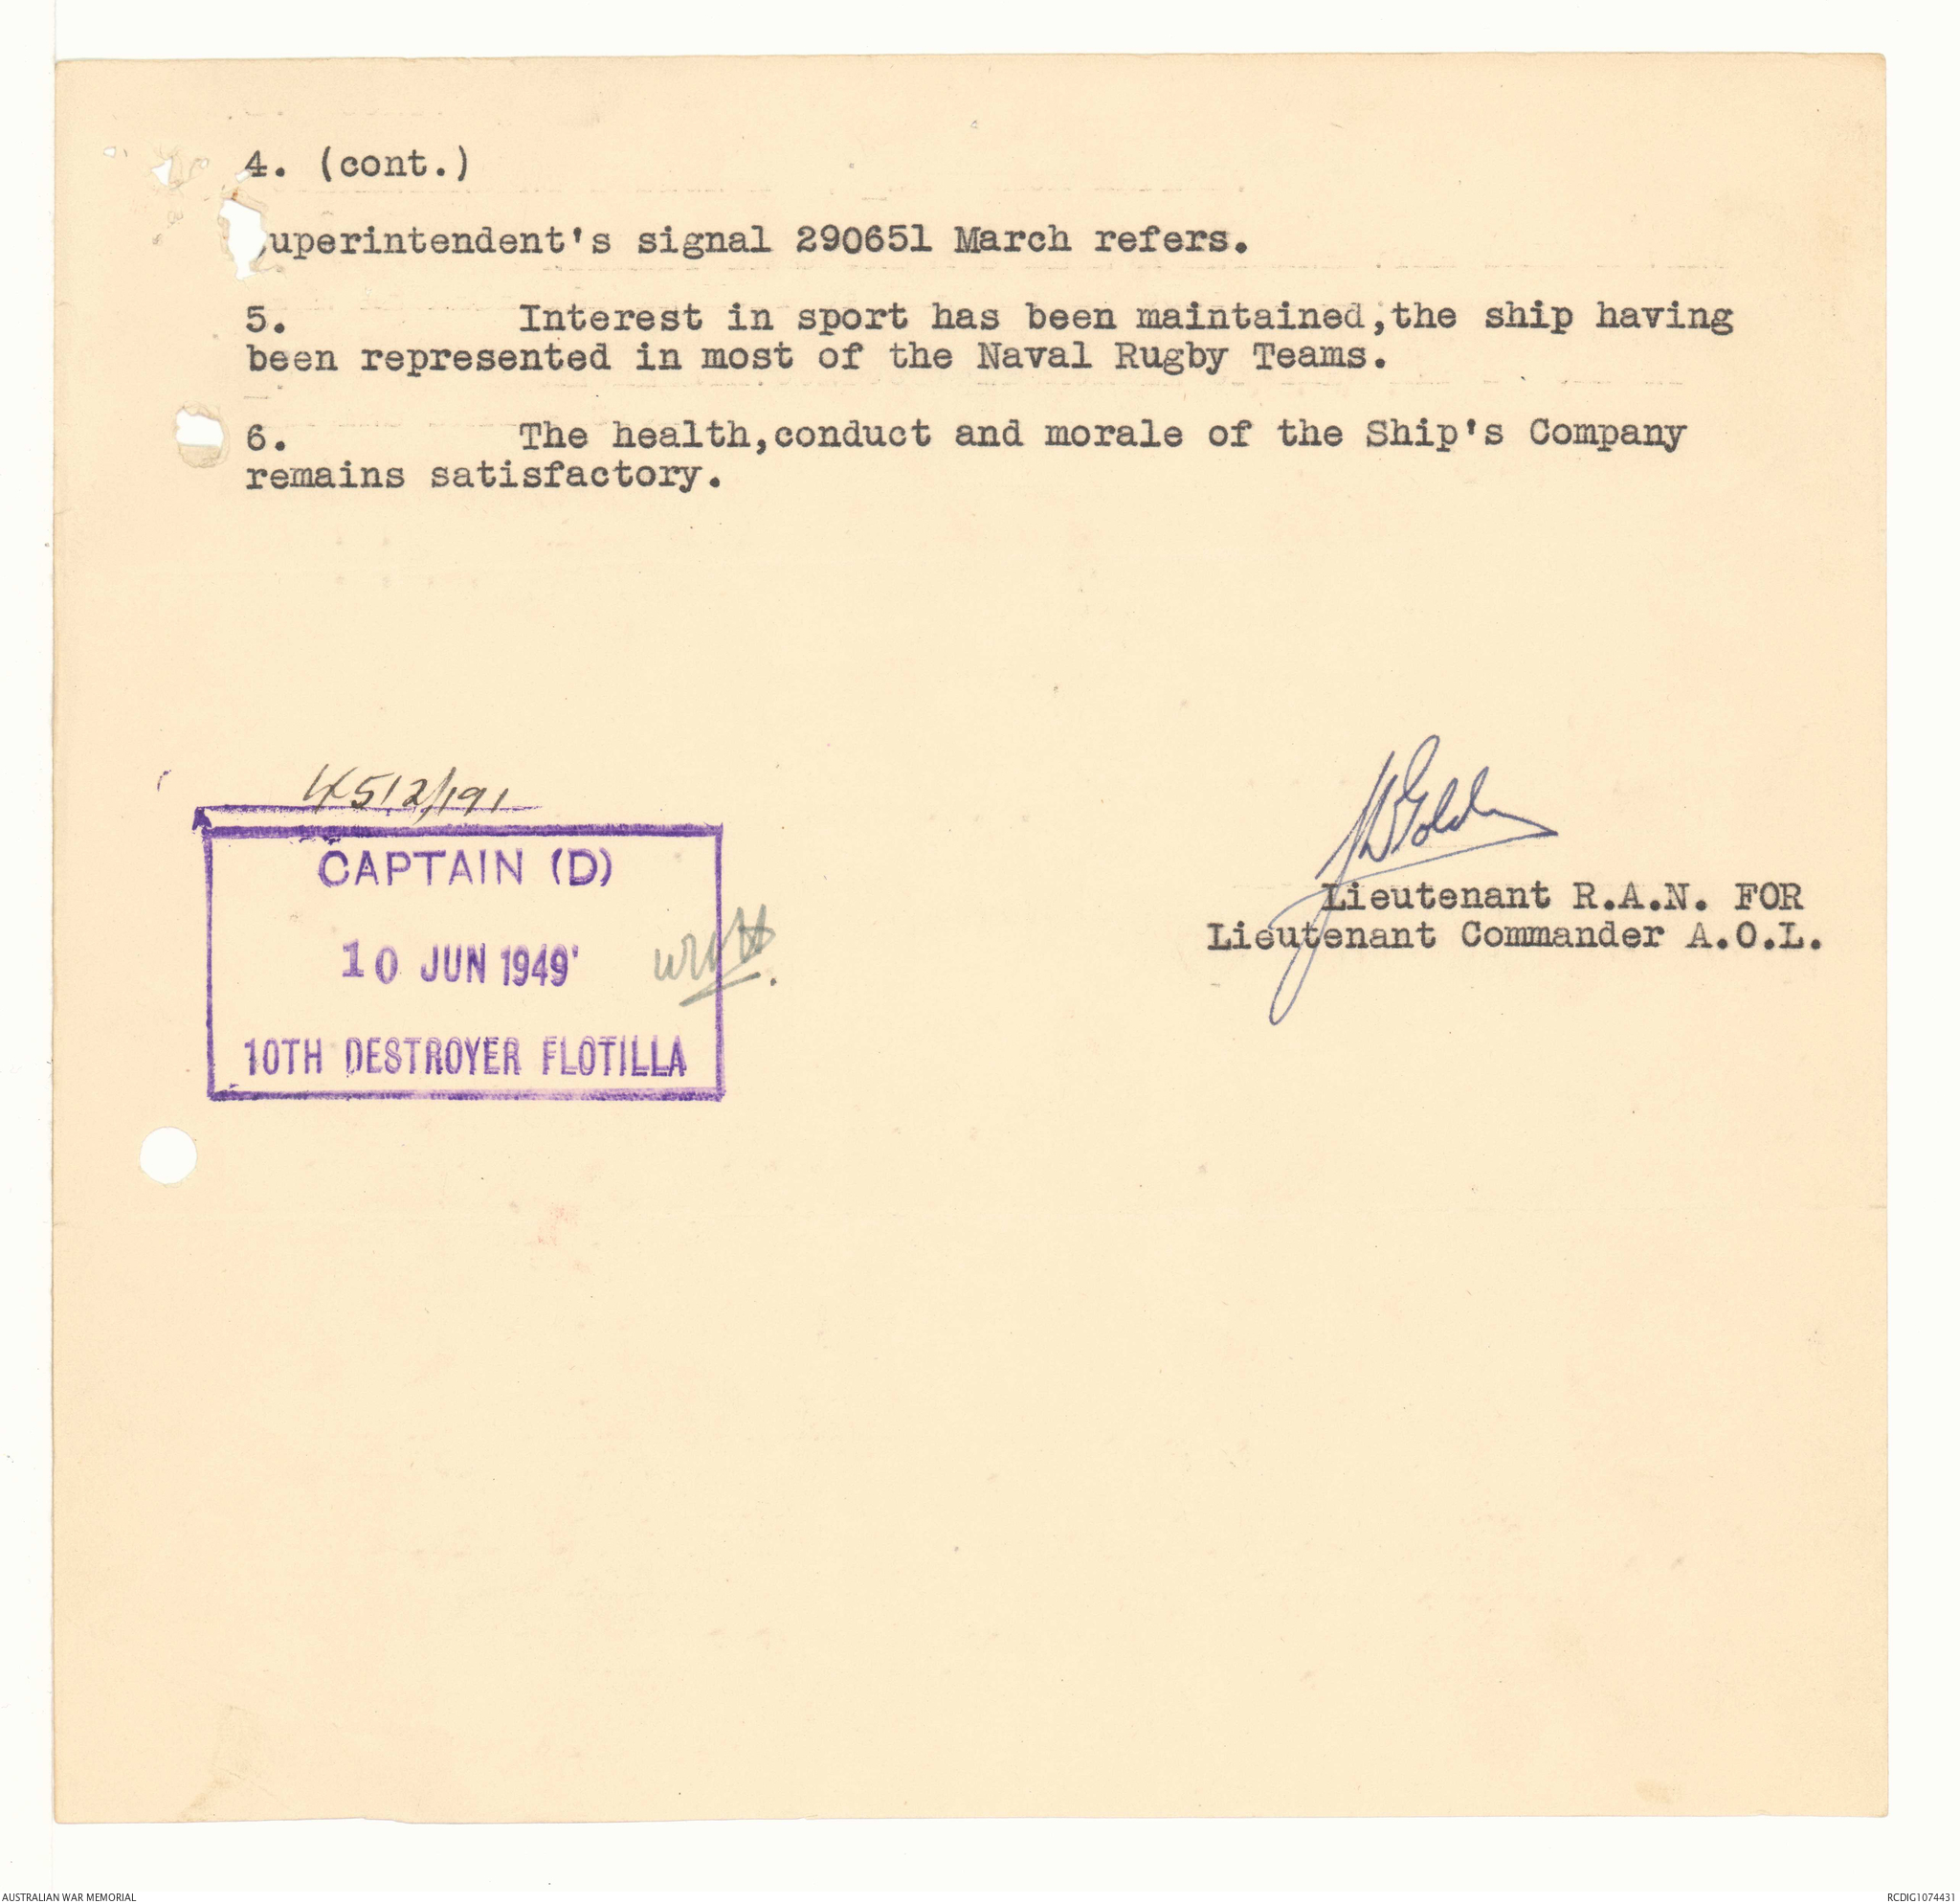 4. (cont.)
uperintendent's signal 290651 March refers.
5. Interest in sport has been maintained,the ship having
been represented in most of the Naval Rugby Teams.
6. The health,conduct and morale of the Ship's Company
remains satisfactory.
4512/191
CAPTAIN (D)
10 JUN 1949
10TH DESTROYER FLOTILLA
Lieutenant R.A.N. FOR
Lieutenant Commander A.O.L.
AUSTRALIAN WAR MEMORIAL
RCDIG1074431